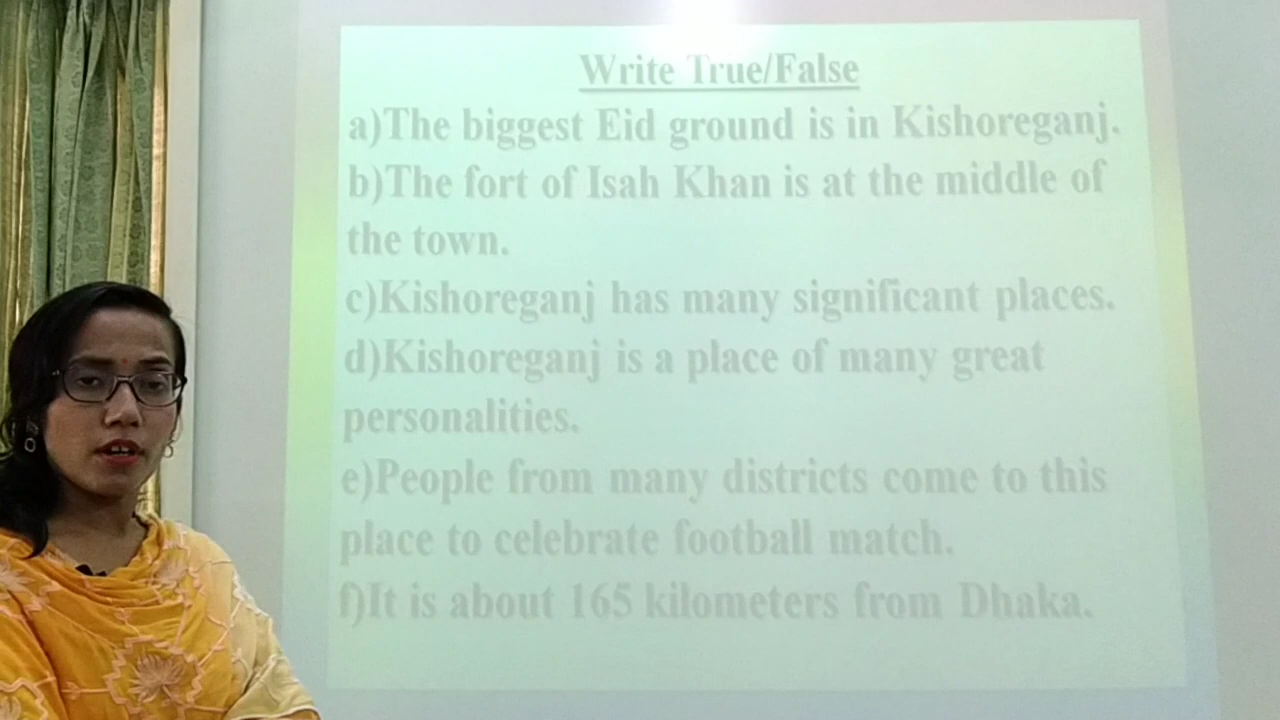 Write True/False
a)The biggest Eid ground is in Kishoreganj.
b)The fort of Isah Khan is at the middle of
the town.
c)Kishoreganj has many significant places.
d)Kishoreganj is a place of many great
personalities.
e)People from many districts come to this
place to celebrate football match.
f)It is about 165 kilometers from Dhaka.